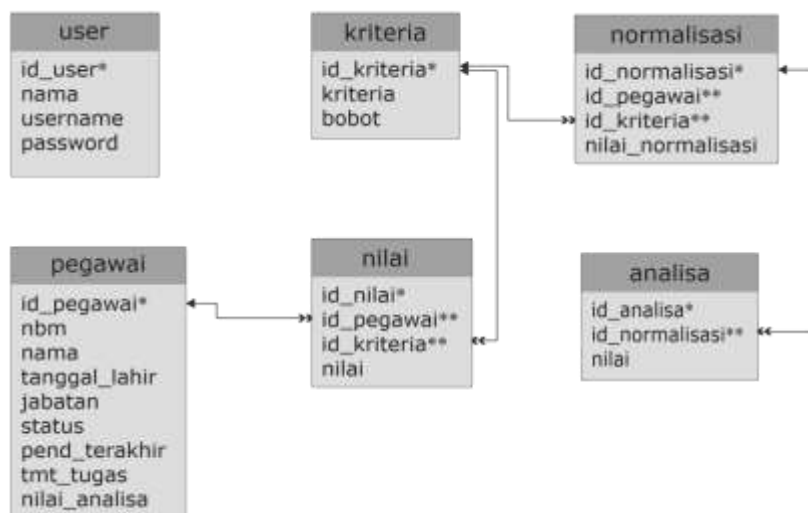 user
id_user*
nama
username
password
kriteria
id_kriteria*
kriteria
bobot
normalisasi
id_normalisasi*
id_pegawai**
id_kriteria**
nilai_normalisasi
pegawai
id_pegawai*
nbm
nama
tanggal_lahir
jabatan
status
pend_terakhir
tmt_tugas
nilai_analisa
nilai
id_nilai*
id_pegawai**
id_kriteria**
nilai
analisa
id_analisa*
id_normalisasi**
nilai